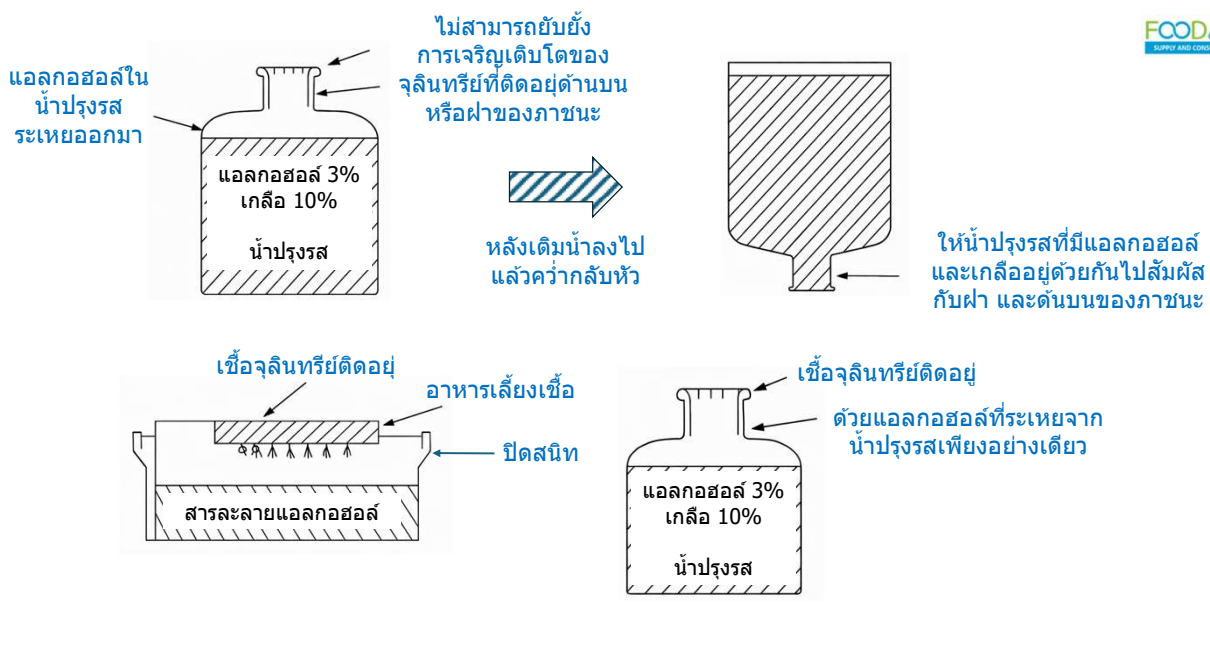 ไม่สามารถยับยั้ง
การเจริญเติบโตของ
จุลินทรีย์ที่ติดอยู่ด้านบน
หรือฝาของภาชนะ
FOOD
SUPPLY AND CONS
แอลกอฮอล์ใน
น้ำปรุงรส
ระเหยออกมา
แอลกอฮอล์ 3%
เกลือ 10%
น้ำปรุงรส
หลังเติมน้ำลงไป
แล้วคว่ำกลับหัว
ให้น้ำปรุงรสที่มีแอลกอฮอล์
และเกลืออยู่ด้วยกันไปสัมผัส
กับฝา และด้นบนของภาชนะ
เชื้อจุลินทรีย์ติดอยู่
อาหารเลี้ยงเชื้อ
ปิดสนิท
สารละลายแอลกอฮอล์
เชื้อจุลินทรีย์ติดอยู่
ด้วยแอลกอฮอล์ที่ระเหยจาก
น้ำปรุงรสเพียงอย่างเดียว
แอลกอฮอล์ 3%
เกลือ 10%
น้ำปรุงรส